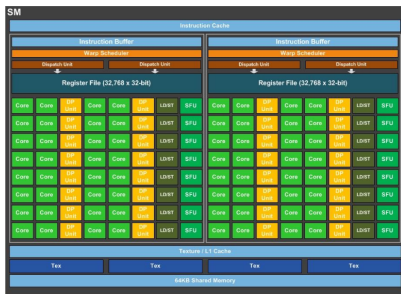 SM
Instruction Cache
Instruction Buffer Instruction Buffer
Warp Scheduler Warp Scheduler
Dispatch Unit Dispatch Unit Dispatch Unit Dispatch Unit
Register File (32,768 x 32-bit) Register File (32,768 x 32-bit)
Core Core DP Unit Core Core DP Unit LD/ST SFU Core Core DP Unit Core Core DP Unit LD/ST SFU
Core Core DP Unit Core Core DP Unit LD/ST SFU Core Core DP Unit Core Core DP Unit LD/ST SFU
Core Core DP Unit Core Core DP Unit LD/ST SFU Core Core DP Unit Core Core DP Unit LD/ST SFU
Core Core DP Unit Core Core DP Unit LD/ST SFU Core Core DP Unit Core Core DP Unit LD/ST SFU
Core Core DP Unit Core Core DP Unit LD/ST SFU Core Core DP Unit Core Core DP Unit LD/ST SFU
Core Core DP Unit Core Core DP Unit LD/ST SFU Core Core DP Unit Core Core DP Unit LD/ST SFU
Core Core DP Unit Core Core DP Unit LD/ST SFU Core Core DP Unit Core Core DP Unit LD/ST SFU
Core Core DP Unit Core Core DP Unit LD/ST SFU Core Core DP Unit Core Core DP Unit LD/ST SFU
Texture / L1 Cache
Tex Tex Tex Tex
64KB Shared Memory